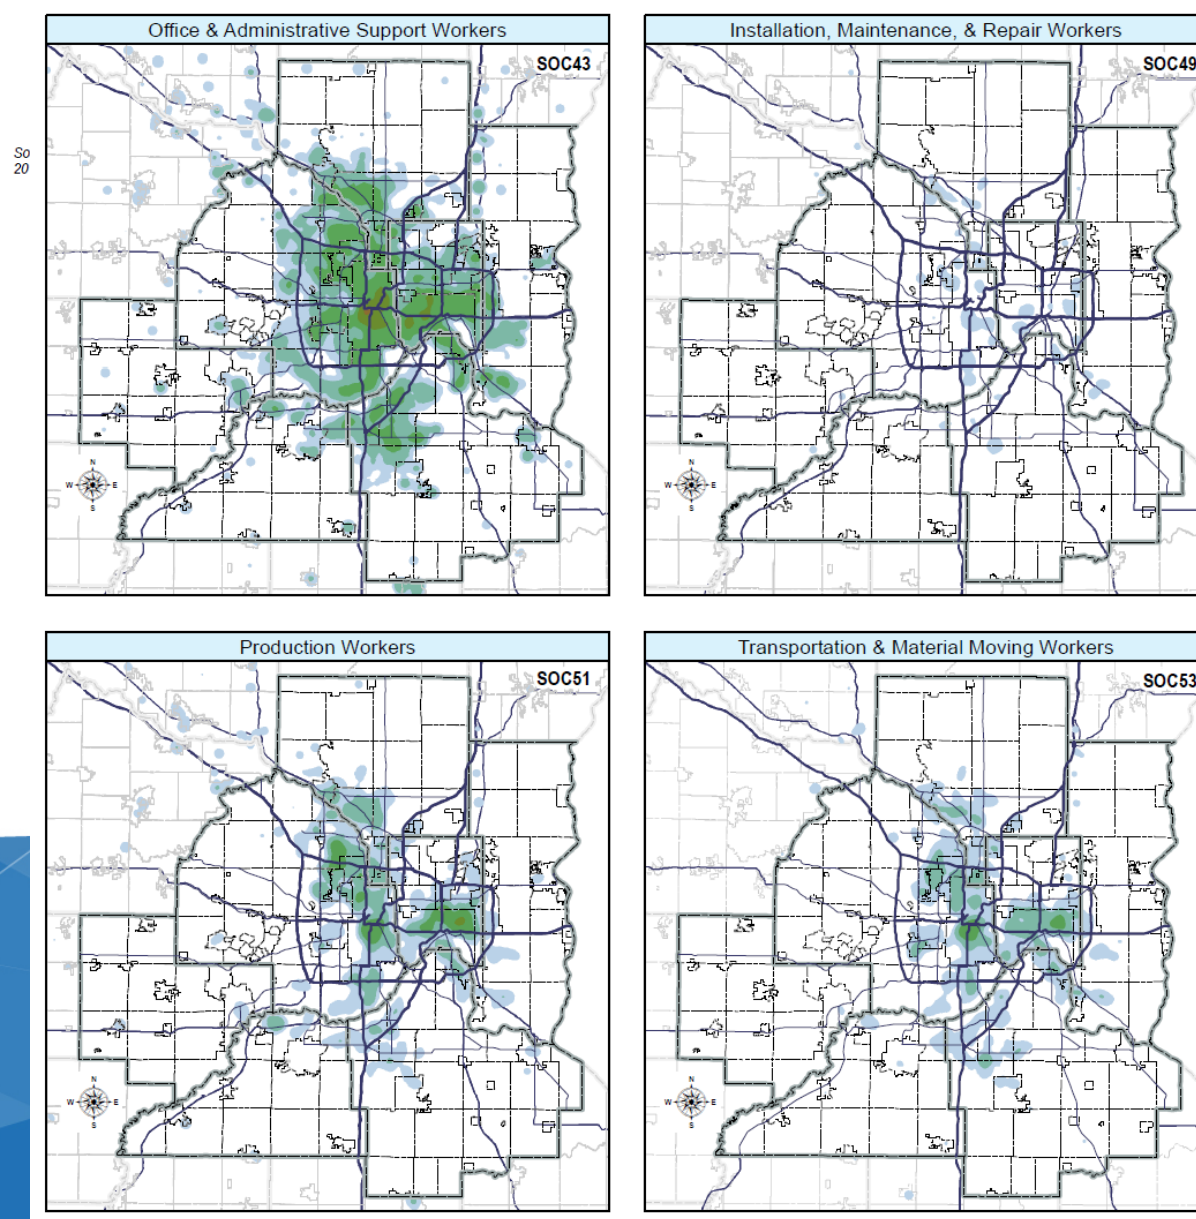 Office & Administrative Support Workers
SOC43
N
W
E
S
Installation, Maintenance, & Repair Workers
SOC49
N
W
E
S
So
20
Production Workers
SOC51
N
W
E
S
Transportation & Material Moving Workers
SOC53
N
W
E
S